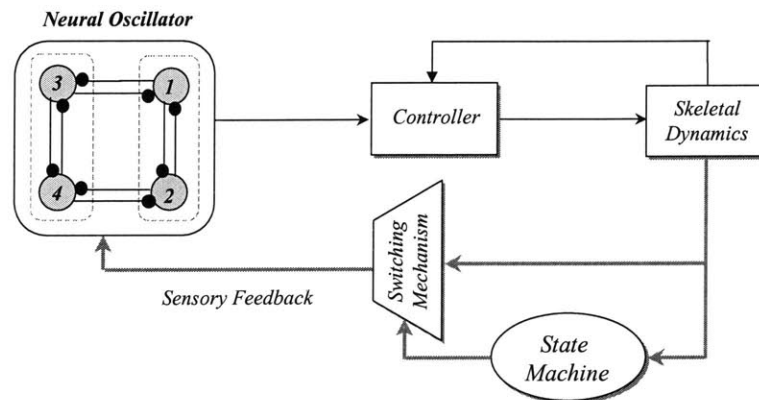 Neural Oscillator
3
1
4
2
Controller
Skeletal
Dynamics
Switching
Mechanism
Sensory Feedback
State
Machine